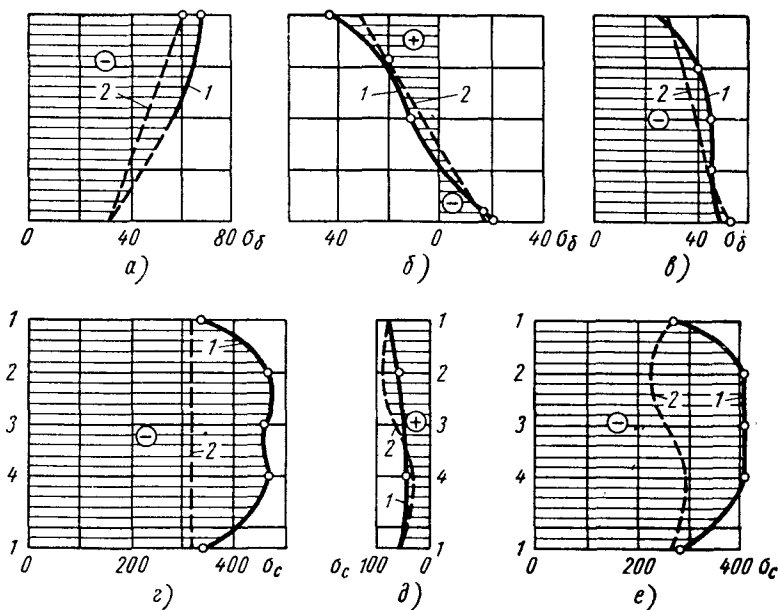 − 2 1
0 40 80 σб
а)
+ 1 2 −
40 0 40 σб
б)
2 1 −
0 40 σб
в)
1 2 3 4 1
1 − 2
0 200 400 σс
г)
1 2 3 4 1
+ 2 1
σс 100 0
д)
1 2 3 4 1
2 1 −
0 200 400 σс
е)